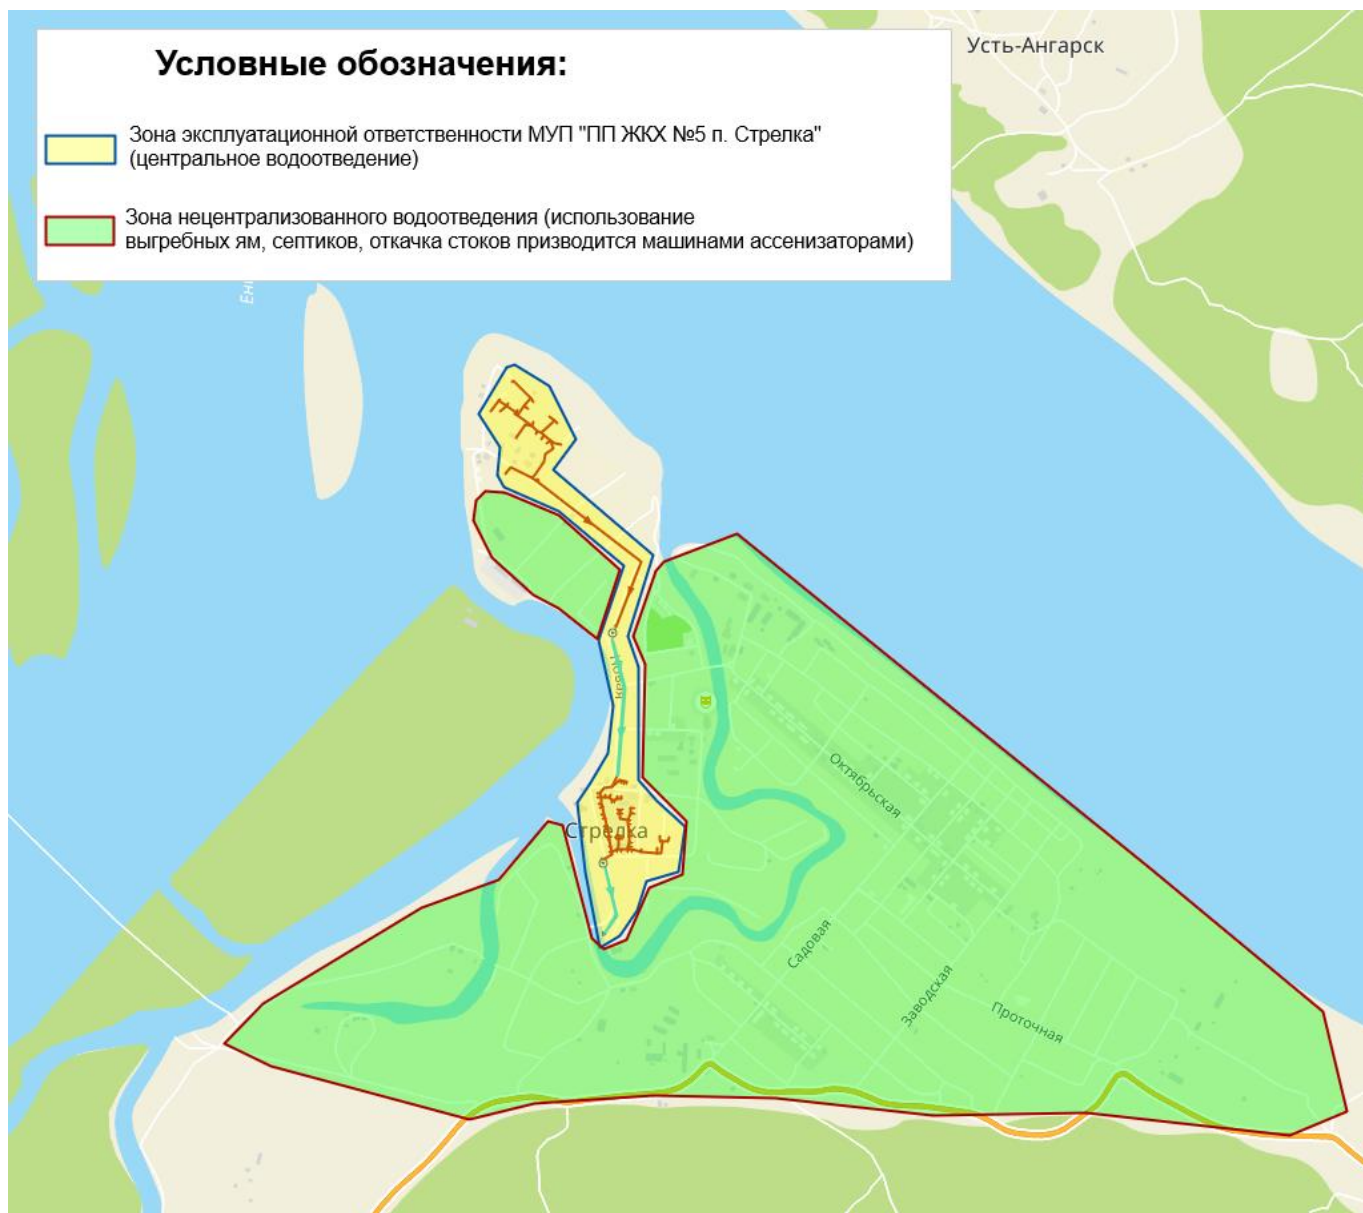 Усть-Ангарск
Условные обозначения:
Зона эксплуатационной ответственности МУП "ПП ЖКХ №5 п. Стрелка"
(центральное водоотведение)
Зона нецентрализованного водоотведения (использование
выгребных ям, септиков, откачка стоков призводится машинами ассенизаторами)
Октябрьская
Стрелка
Садовая
Заводская
Проточная